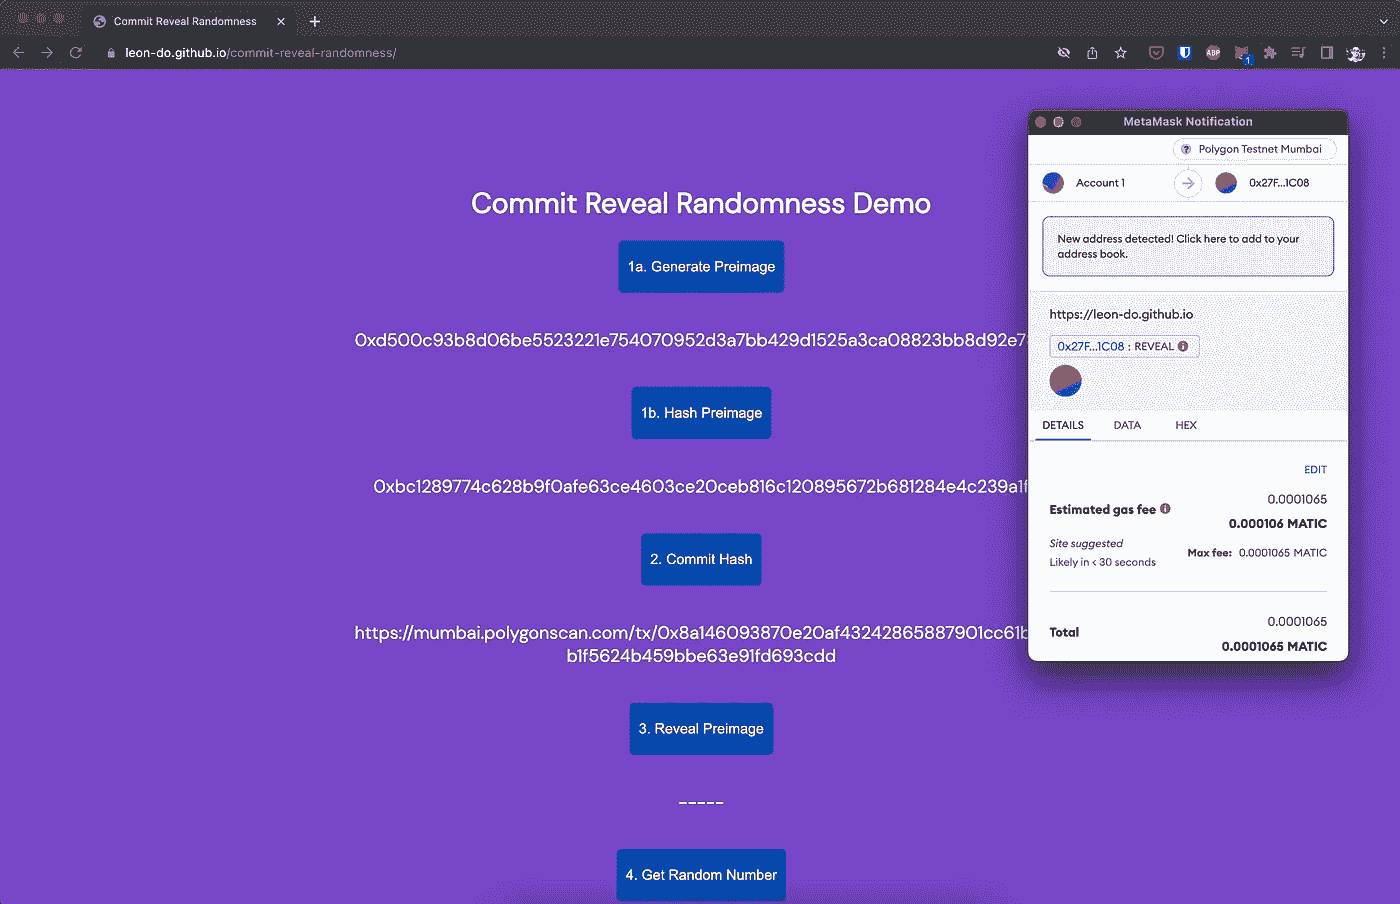 Commit Reveal Randomness
leon-do.github.io/commit-reveal-randomness/
ABP
1
Commit Reveal Randomness Demo
1a. Generate Preimage
0xd500c93b8d06be5523221e754070952d3a7bb429d1525a3ca08823bb8d92e7
1b. Hash Preimage
0xbc1289774c628b9f0afe63ce4603ce20ceb816c120895672b681284e4c239a1f
2. Commit Hash
https://mumbai.polygonscan.com/tx/0x8a146093870e20af43242865887901cc61b
b1f5624b459bbe63e91fd693cdd
3. Reveal Preimage
-----
4. Get Random Number
MetaMask Notification
Polygon Testnet Mumbai
Account 1
0x27F...1C08
New address detected! Click here to add to your
address book.
https://leon-do.github.io
0x27F...1C08 : REVEAL
DETAILS DATA HEX
EDIT
0.0001065
Estimated gas fee
0.000106 MATIC
Site suggested
Max fee: 0.0001065 MATIC
Likely in < 30 seconds
0.0001065
Total
0.0001065 MATIC